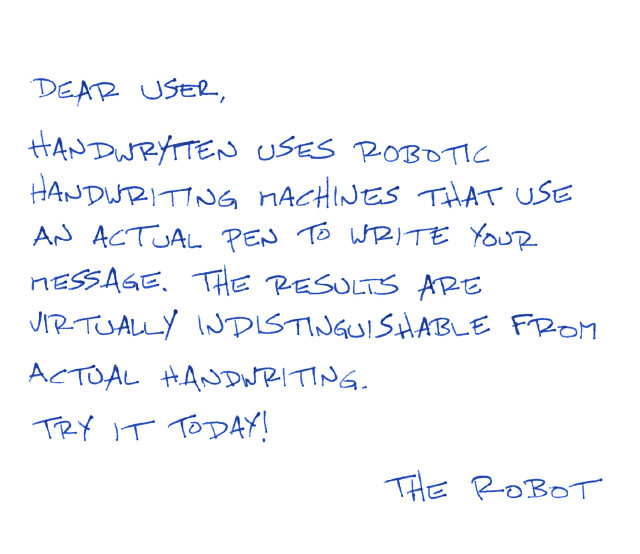 DEAR USER,
HANDWRYTTEN USES ROBOTIC
HANDWRITING MACHINES THAT USE
AN ACTUAL PEN TO WRITE YOUR
MESSAGE. THE RESULTS ARE
VIRTUALLY INDISTINGUISHABLE FROM
ACTUAL HANDWRITING.
TRY IT TODAY!
THE ROBOT